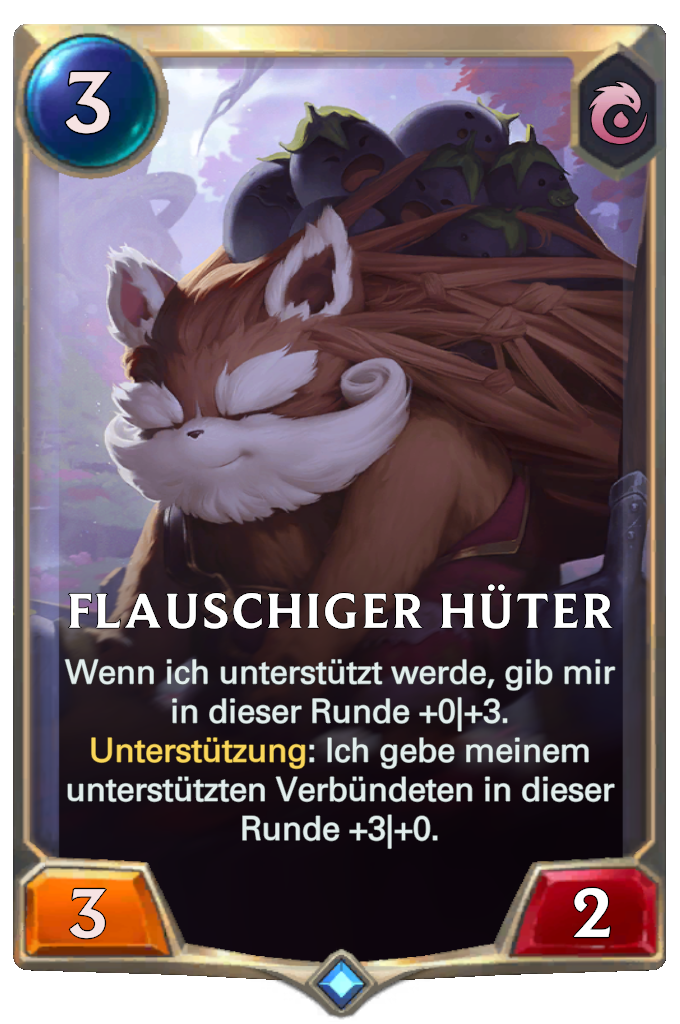 3
FLAUSCHIGER HÜTER
Wenn ich unterstützt werde, gib mir
in dieser Runde +0|+3.
Unterstützung: Ich gebe meinem
unterstützten Verbündeten in dieser
Runde +3|+0.
3
2